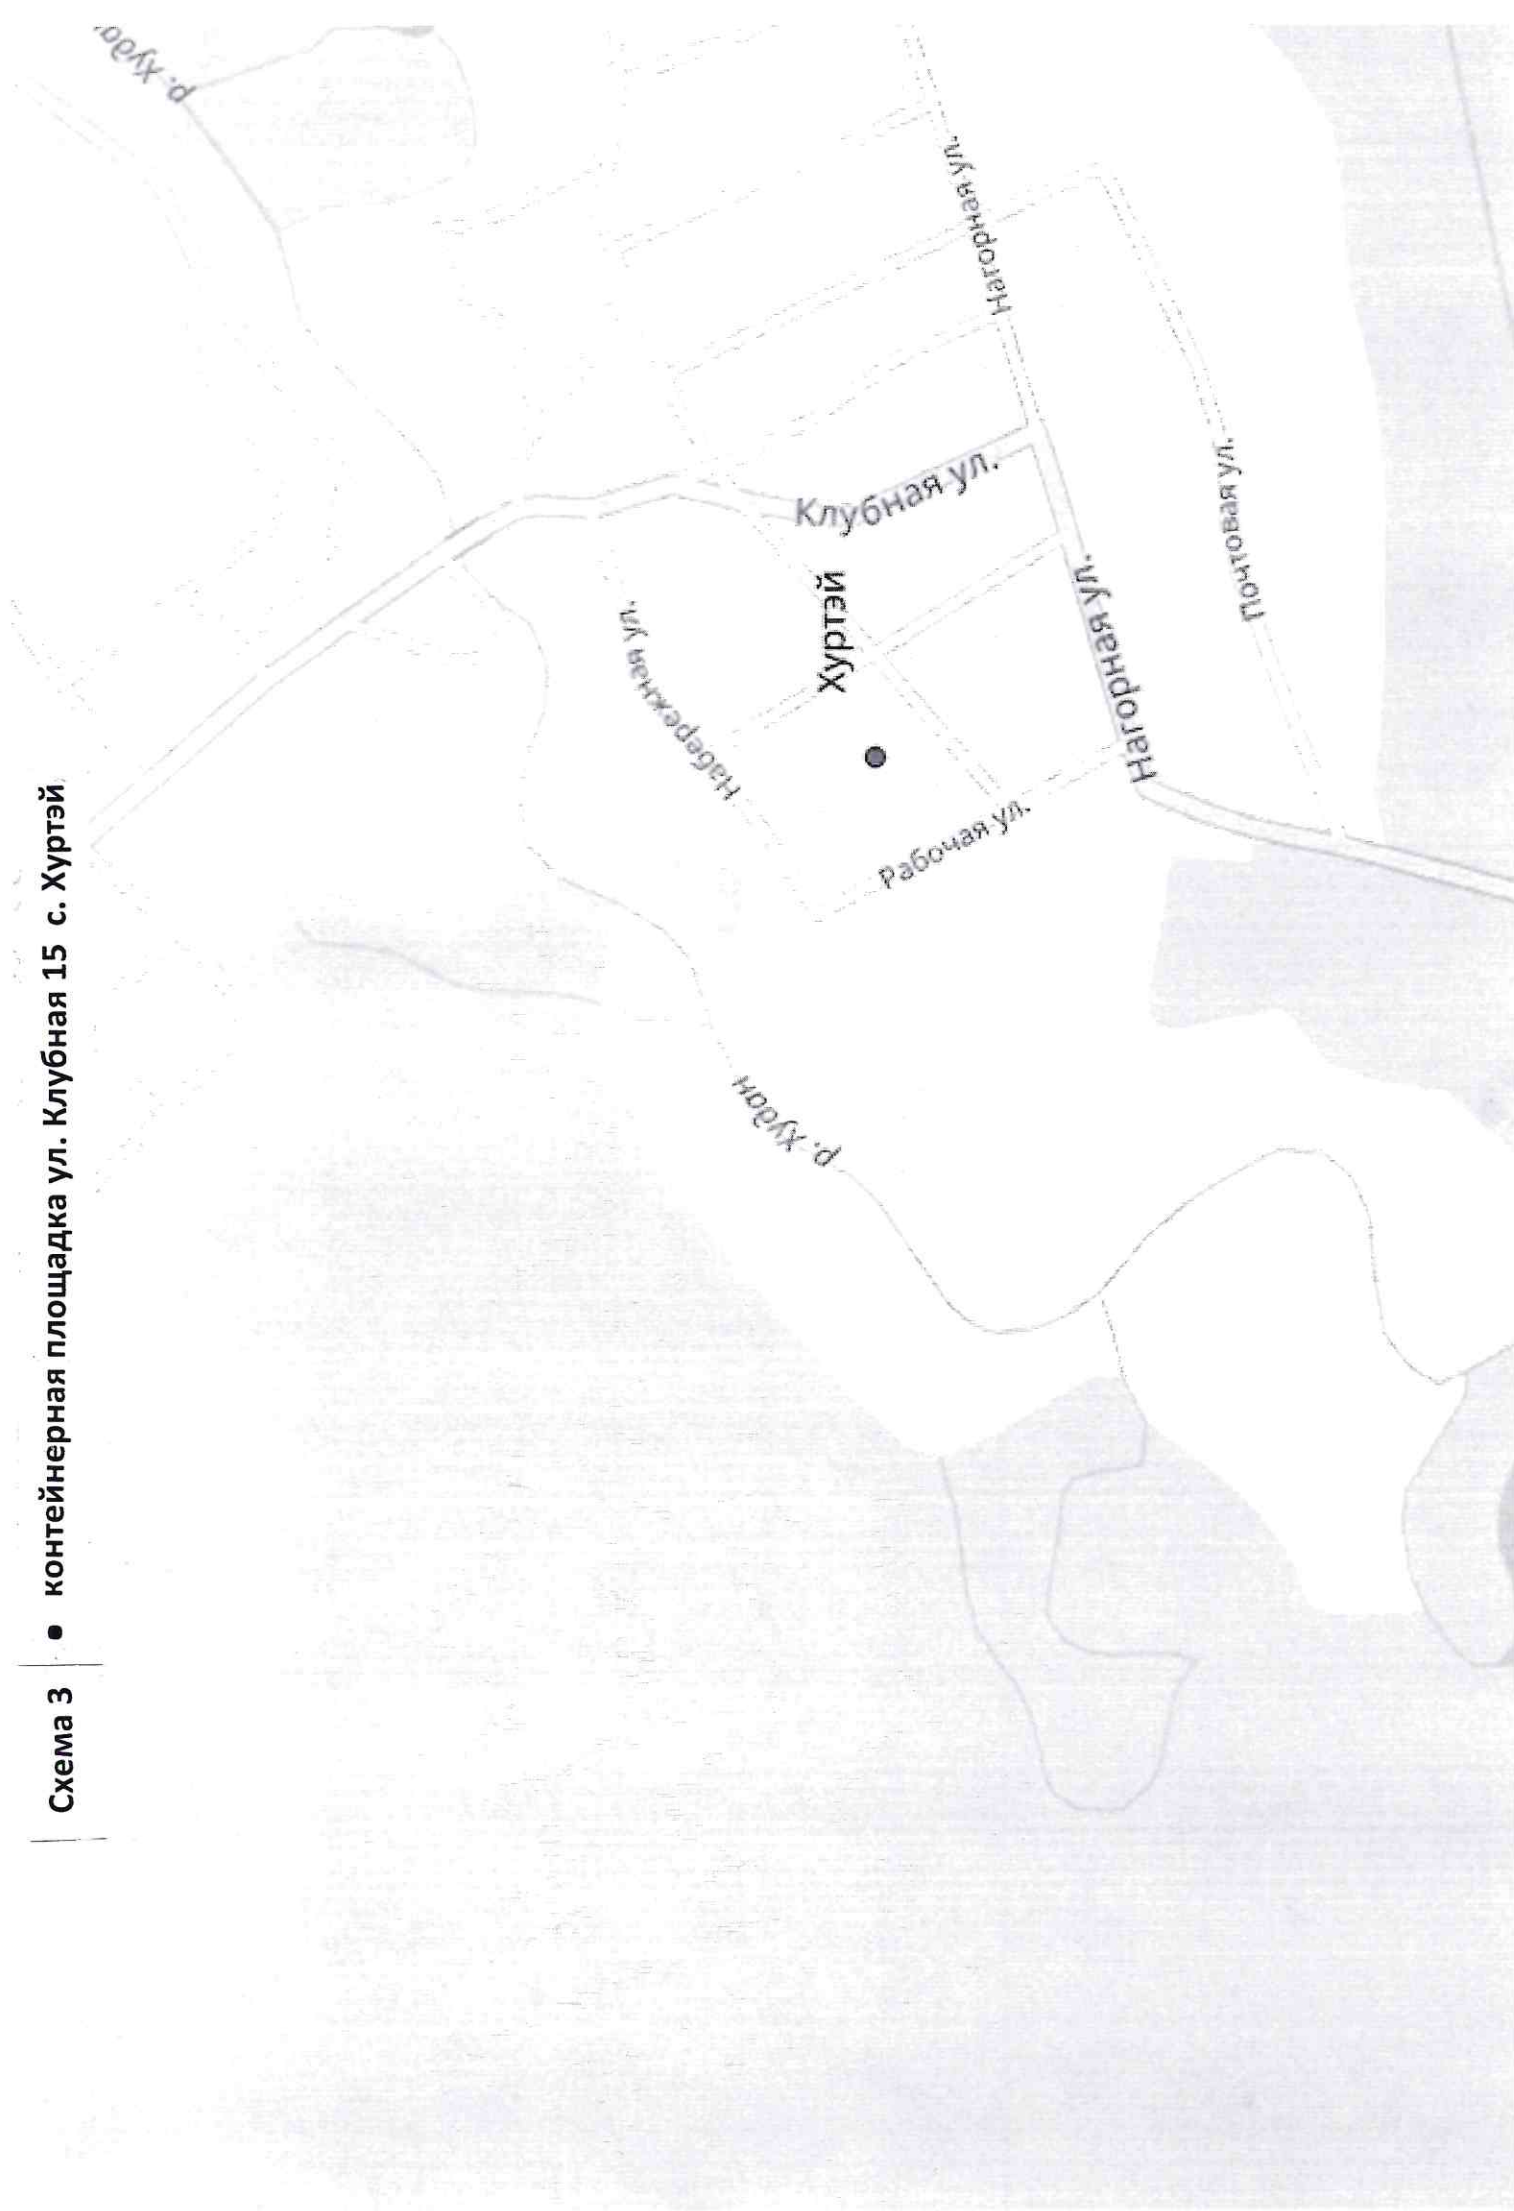 Схема 3
• контейнерная площадка ул. Клубная 15 с. Хуртэй
р. Худа
Набережная ул.
Хуртэй
Клубная ул.
Нагорная ул.
Рабочая ул.
Нагорная ул.
Почтовая ул.
р. Худан